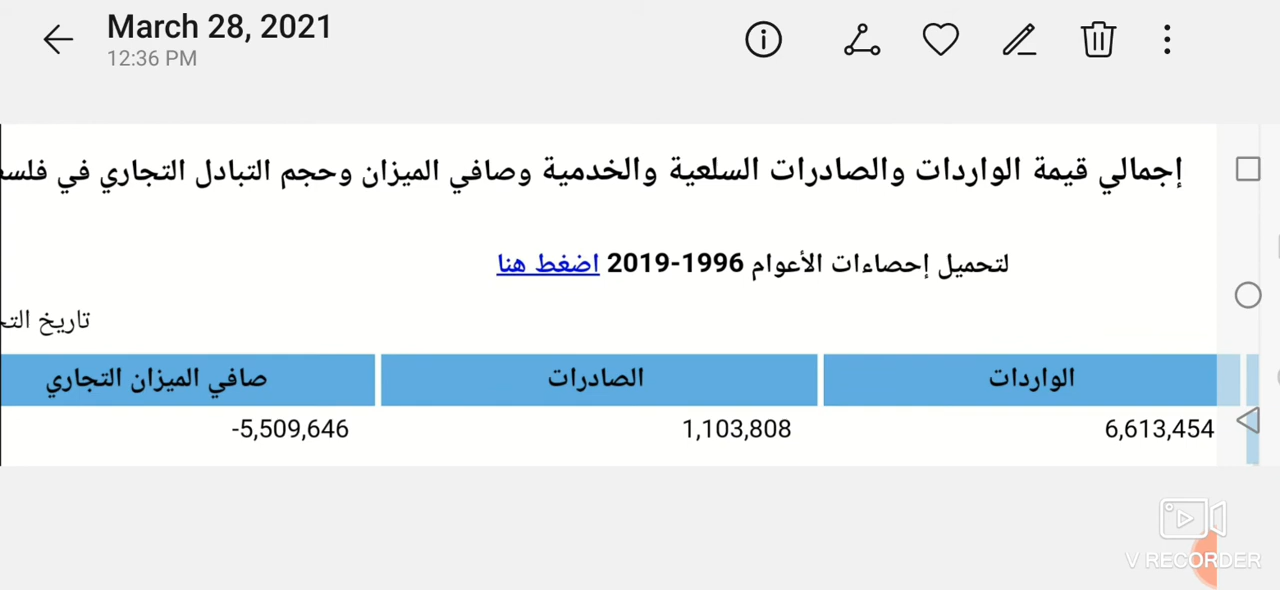 March 28, 2021
12:36 PM
إجمالي قيمة الواردات والصادرات السلعية والخدمية وصافي الميزان وحجم التبادل التجاري في
لتحميل إحصاءات الأعوام 1996-2019 اضغط هنا
تاريخ
الواردات الصادرات صافي الميزان التجاري
6,613,454 1,103,808 -5,509,646
V RECORDER